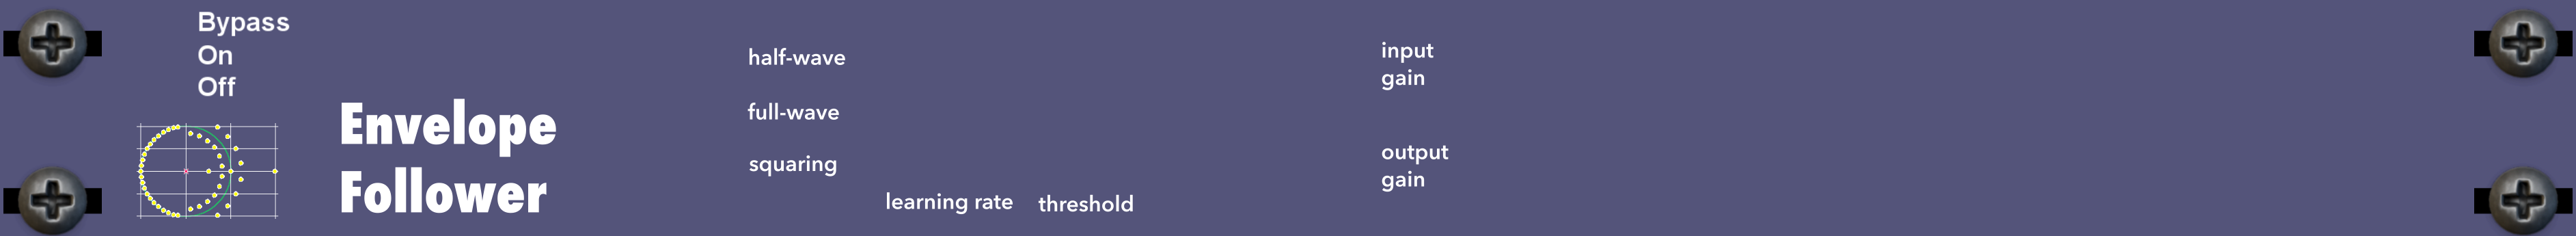 Bypass
On
Off
Envelope
Follower
half-wave
full-wave
squaring
learning rate
threshold
input
gain
output
gain